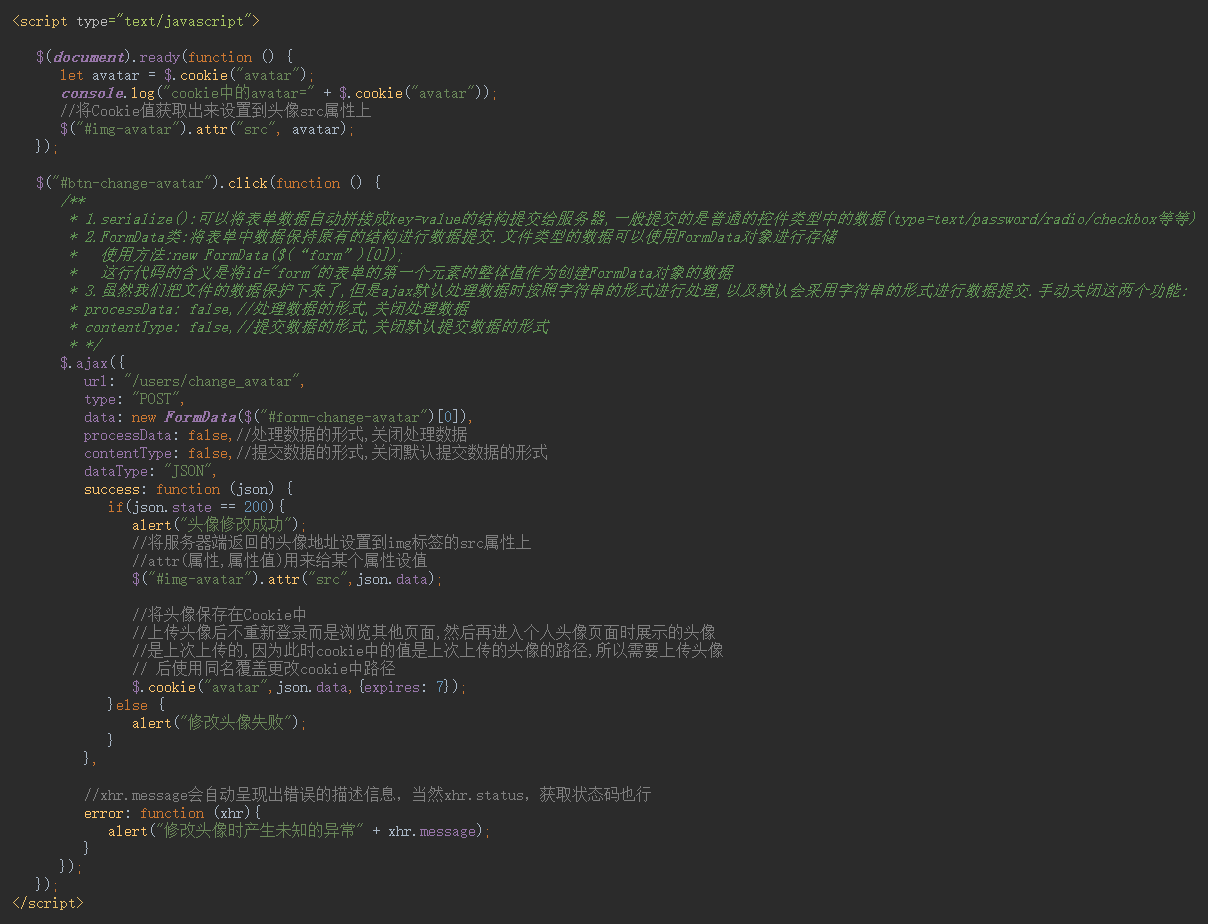 <script type="text/javascript">
$(document).ready(function () {
let avatar = $.cookie("avatar");
console.log("cookie中的avatar=" + $.cookie("avatar"));
//将Cookie值获取出来设置到头像src属性上
$("#img-avatar").attr("src", avatar);
});
$("#btn-change-avatar").click(function () {
/**
* 1.serialize():可以将表单数据自动拼接成key=value的结构提交给服务器,一般提交的是普通的控件类型中的数据(type=text/password/radio/checkbox等等)
* 2.FormData类:将表单中数据保持原有的结构进行数据提交.文件类型的数据可以使用FormData对象进行存储
* 使用方法:new FormData($(“form”)[0]);
* 这行代码的含义是将id="form"的表单的第一个元素的整体值作为创建FormData对象的数据
* 3.虽然我们把文件的数据保护下来了,但是ajax默认处理数据时按照字符串的形式进行处理,以及默认会采用字符串的形式进行数据提交.手动关闭这两个功能:
* processData: false,//处理数据的形式,关闭处理数据
* contentType: false,//提交数据的形式,关闭默认提交数据的形式
* */
$.ajax({
url: "/users/change_avatar",
type: "POST",
data: new FormData($("#form-change-avatar")[0]),
processData: false,//处理数据的形式,关闭处理数据
contentType: false,//提交数据的形式,关闭默认提交数据的形式
dataType: "JSON",
success: function (json) {
if(json.state == 200){
alert("头像修改成功");
//将服务器端返回的头像地址设置到img标签的src属性上
//attr(属性,属性值)用来给某个属性设值
$("#img-avatar").attr("src",json.data);
//将头像保存在Cookie中
//上传头像后不重新登录而是浏览其他页面,然后再进入个人头像页面时展示的头像
//是上次上传的,因为此时cookie中的值是上次上传的头像的路径,所以需要上传头像
// 后使用同名覆盖更改cookie中路径
$.cookie("avatar",json.data,{expires: 7});
}else {
alert("修改头像失败");
}
},
//xhr.message会自动呈现出错误的描述信息，当然xhr.status，获取状态码也行
error: function (xhr){
alert("修改头像时产生未知的异常" + xhr.message);
}
});
});
</script>